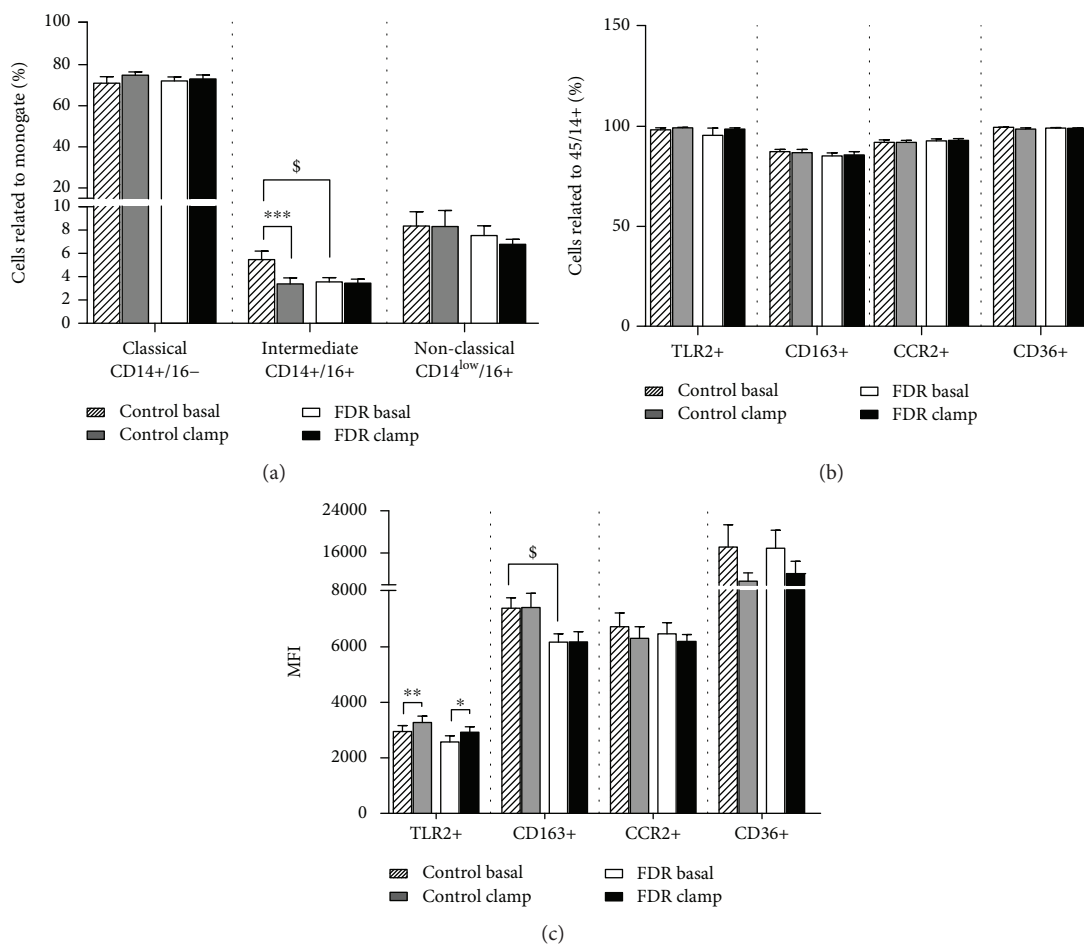 Cells related to monogate (%)
100
80
60
40
20
10
8
6
4
2
0
$
***
Classical
CD14+/16−
Intermediate
CD14+/16+
Non-classical
CD14low/16+
Control basal
Control clamp
FDR basal
FDR clamp
(a)
Cells related to 45/14+ (%)
150
100
50
0
TLR2+
CD163+
CCR2+
CD36+
Control basal
Control clamp
FDR basal
FDR clamp
(b)
MFI
24000
16000
8000
6000
4000
2000
0
**
*
$
TLR2+
CD163+
CCR2+
CD36+
Control basal
Control clamp
FDR basal
FDR clamp
(c)